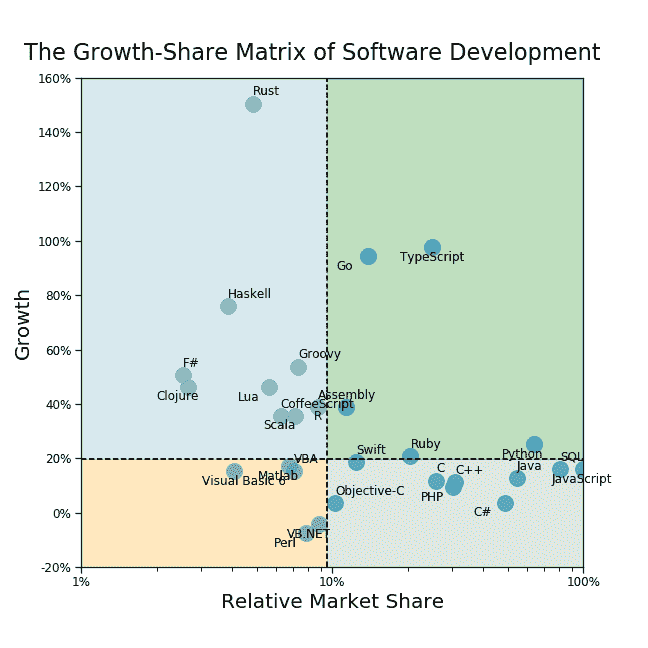 The Growth-Share Matrix of Software Development
160%
Rust
140%
120%
100%
TypeScript
Go
80%
Haskell
Growth
60%
Groovy
F#
Clojure
Lua
40%
CoffeeScript
Assembly
R
Scala
20%
Swift
Ruby
Python
SQL
VBA
Matlab
Visual Basic 6
C
C++
Java
JavaScript
PHP
Objective-C
C#
0%
VB.NET
Perl
-20%
1%
10%
100%
Relative Market Share